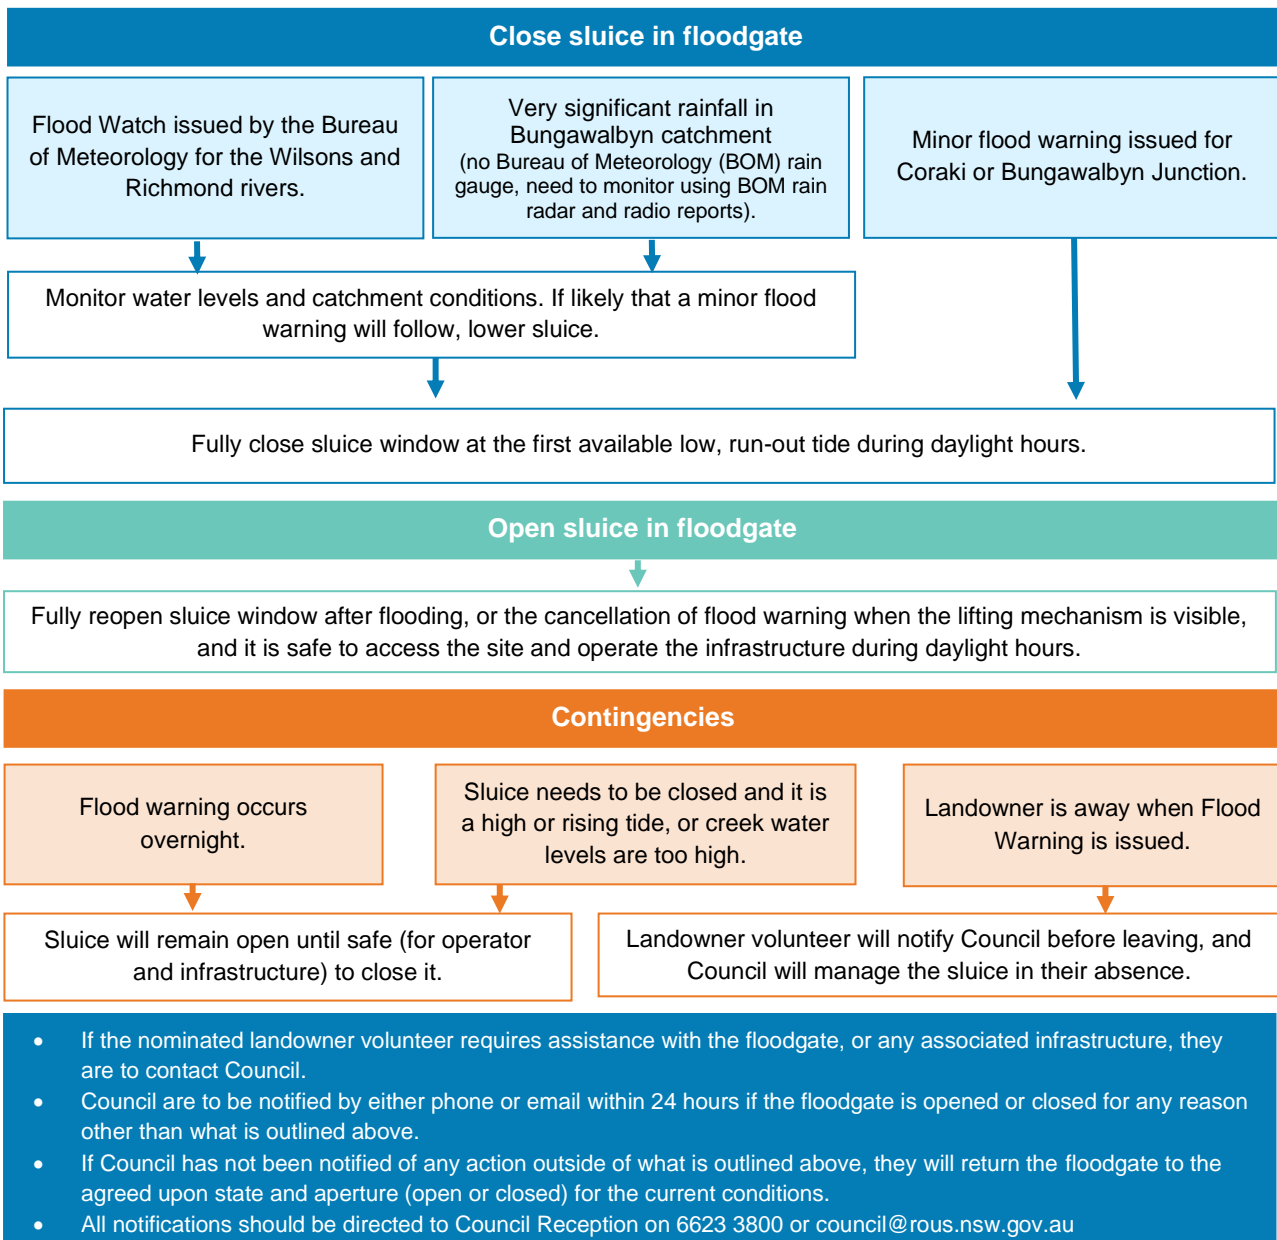 Close sluice in floodgate
Flood Watch issued by the Bureau
of Meteorology for the Wilsons and
Richmond rivers.
Very significant rainfall in
Bungawalbyn catchment
(no Bureau of Meteorology (BOM) rain
gauge, need to monitor using BOM rain
radar and radio reports).
Minor flood warning issued for
Coraki or Bungawalbyn Junction.
Monitor water levels and catchment conditions. If likely that a minor flood
warning will follow, lower sluice.
Fully close sluice window at the first available low, run-out tide during daylight hours.
Open sluice in floodgate
Fully reopen sluice window after flooding, or the cancellation of flood warning when the lifting mechanism is visible,
and it is safe to access the site and operate the infrastructure during daylight hours.
Contingencies
Flood warning occurs
overnight.
Sluice needs to be closed and it is
a high or rising tide, or creek water
levels are too high.
Landowner is away when Flood
Warning is issued.
Sluice will remain open until safe (for operator
and infrastructure) to close it.
Landowner volunteer will notify Council before leaving, and
Council will manage the sluice in their absence.
• If the nominated landowner volunteer requires assistance with the floodgate, or any associated infrastructure, they
are to contact Council.
• Council are to be notified by either phone or email within 24 hours if the floodgate is opened or closed for any reason
other than what is outlined above.
• If Council has not been notified of any action outside of what is outlined above, they will return the floodgate to the
agreed upon state and aperture (open or closed) for the current conditions.
• All notifications should be directed to Council Reception on 6623 3800 or council@rous.nsw.gov.au